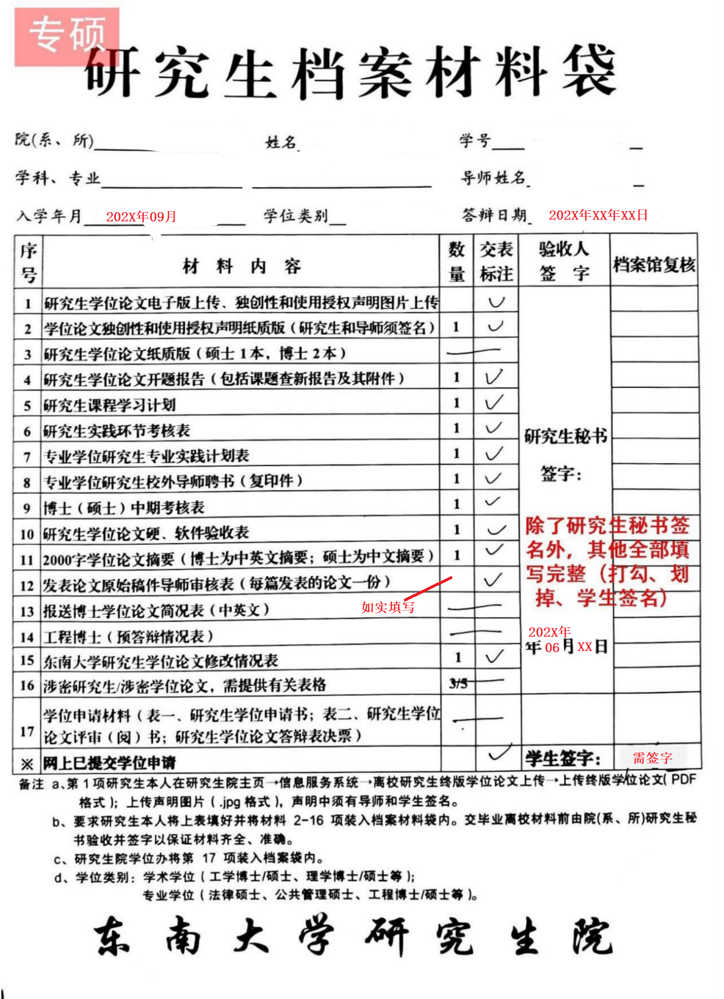 专硕
研究生档案材料袋
院(系、所) 姓名 学号
学科、专业 导师姓名
入学年月 202X年09月 学位类别 答辩日期 202X年XX年XX日
序号 材料内容 数量 交表标注 验收人签字 档案馆复核
1 研究生学位论文电子版上传、独创性和使用授权声明图片上传 ✓
2 学位论文独创性和使用授权声明纸质版（研究生和导师须签名） 1 ✓
3 研究生学位论文纸质版（硕士1本，博士2本） —
4 研究生学位论文开题报告（包括课题查新报告及其附件） 1 ✓
5 研究生课程学习计划 1 ✓
6 研究生实践环节考核表 1 ✓
7 专业学位研究生专业实践计划表 1 ✓
8 专业学位研究生校外导师聘书（复印件） 1 ✓
9 博士（硕士）中期考核表 1 ✓
10 研究生学位论文硬、软件验收表 1 ✓
11 2000字学位论文摘要（博士为中英文摘要；硕士为中文摘要） 1 ✓
12 发表论文原始稿件导师审核表（每篇发表的论文一份） ✓
如实填写
13 报送博士学位论文简况表（中英文） —
14 工程博士（预答辩情况表） —
15 东南大学研究生学位论文修改情况表 1 ✓
16 涉密研究生/涉密学位论文，需提供有关表格 3/5 —
17 学位申请材料（表一、研究生学位申请书；表二、研究生学位
论文评审（阅）书；研究生学位论文答辩表决票） —
※ 网上已提交学位申请 ✓
研究生秘书
签字：
除了研究生秘书签
名外，其他全部填
写完整（打勾、划
掉、学生签名）
202X年
年 06 月 XX 日
学生签字： 需签字
备注 a、第1项研究生本人在研究生院主页→信息服务系统→离校研究生终版学位论文上传→上传终版学位论文（PDF
格式）；上传声明图片（.jpg格式），声明中须有导师和学生签名。
b、要求研究生本人将上表填好并将材料 2-16 项装入档案材料袋内。交毕业离校材料前由院(系、所)研究生秘
书验收并签字以保证材料齐全、准确。
c、研究生院学位办将第 17 项装入档案袋内。
d、学位类别：学术学位（工学博士/硕士、理学博士/硕士等）；
专业学位（法律硕士、公共管理硕士、工程博士/硕士等）。
东南大学研究生院